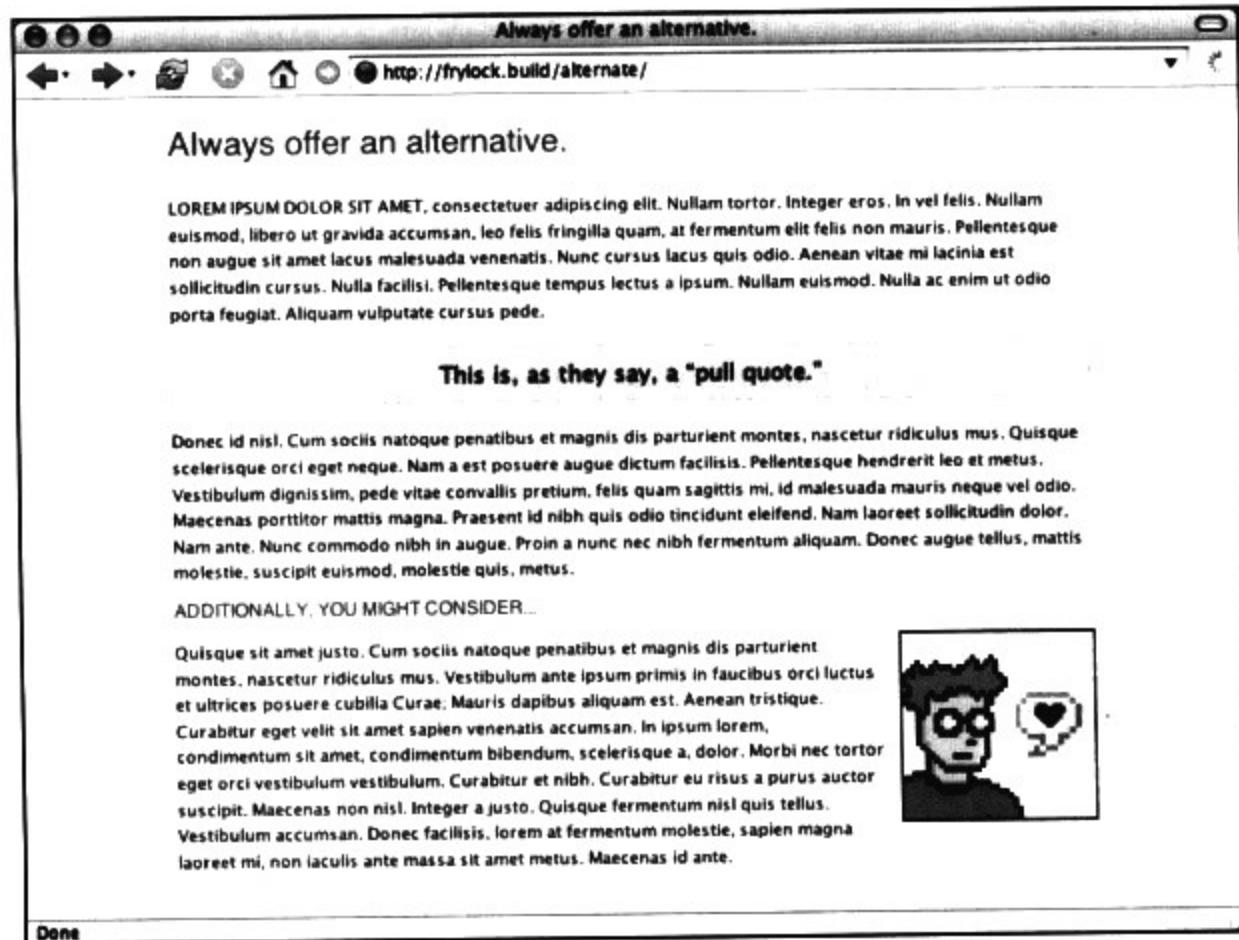 Always offer an alternative.
http://frylock.build/alternate/
Always offer an alternative.
LOREM IPSUM DOLOR SIT AMET, consectetuer adipiscing elit. Nullam tortor. Integer eros. In vel felis. Nullam
euismod, libero ut gravida accumsan, leo felis fringilla quam, at fermentum elit felis non mauris. Pellentesque
non augue sit amet lacus malesuada venenatis. Nunc cursus lacus quis odio. Aenean vitae mi lacinia est
sollicitudin cursus. Nulla facilisi. Pellentesque tempus lectus a ipsum. Nullam euismod. Nulla ac enim ut odio
porta feugiat. Aliquam vulputate cursus pede.
This is, as they say, a “pull quote.”
Donec id nisl. Cum sociis natoque penatibus et magnis dis parturient montes, nascetur ridiculus mus. Quisque
scelerisque orci eget neque. Nam a est posuere augue dictum facilisis. Pellentesque hendrerit leo et metus.
Vestibulum dignissim, pede vitae convallis pretium, felis quam sagittis mi, id malesuada mauris neque vel odio.
Maecenas porttitor mattis magna. Praesent id nibh quis odio tincidunt eleifend. Nam laoreet sollicitudin dolor.
Nam ante. Nunc commodo nibh in augue. Proin a nunc nec nibh fermentum aliquam. Donec augue tellus, mattis
molestie, suscipit euismod, molestie quis, metus.
ADDITIONALLY, YOU MIGHT CONSIDER...
Quisque sit amet justo. Cum sociis natoque penatibus et magnis dis parturient
montes, nascetur ridiculus mus. Vestibulum ante ipsum primis in faucibus orci luctus
et ultrices posuere cubilia Curae; Mauris dapibus aliquam est. Aenean tristique.
Curabitur eget velit sit amet sapien venenatis accumsan. In ipsum lorem,
condimentum sit amet, condimentum bibendum, scelerisque a, dolor. Morbi nec tortor
eget orci vestibulum vestibulum. Curabitur et nibh. Curabitur eu risus a purus auctor
suscipit. Maecenas non nisl. Integer a justo. Quisque fermentum nisl quis tellus.
Vestibulum accumsan. Donec facilisis, lorem at fermentum molestie, sapien magna
laoreet mi, non iaculis ante massa sit amet metus. Maecenas id ante.
Done